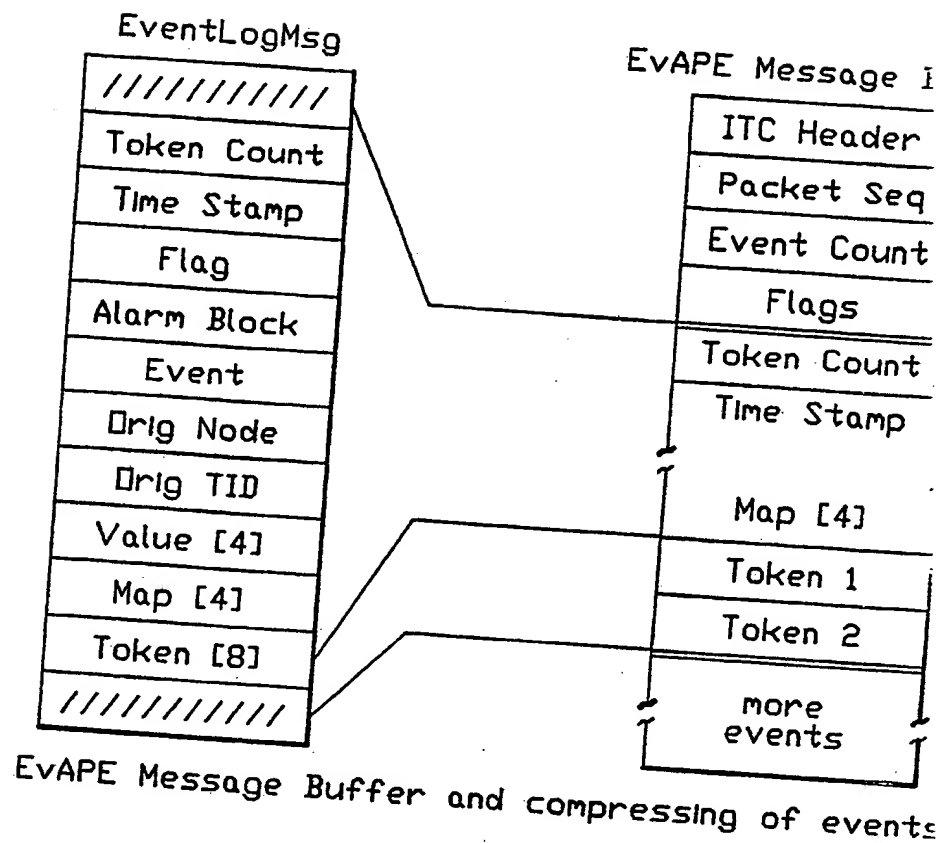 EventLogMsg
///////////
Token Count
Time Stamp
Flag
Alarm Block
Event
Orig Node
Orig TID
Value [4]
Map [4]
Token [8]
///////////
EvAPE Message
ITC Header
Packet Seq
Event Count
Flags
Token Count
Time Stamp
Map [4]
Token 1
Token 2
more
events
EvAPE Message Buffer and compressing of events